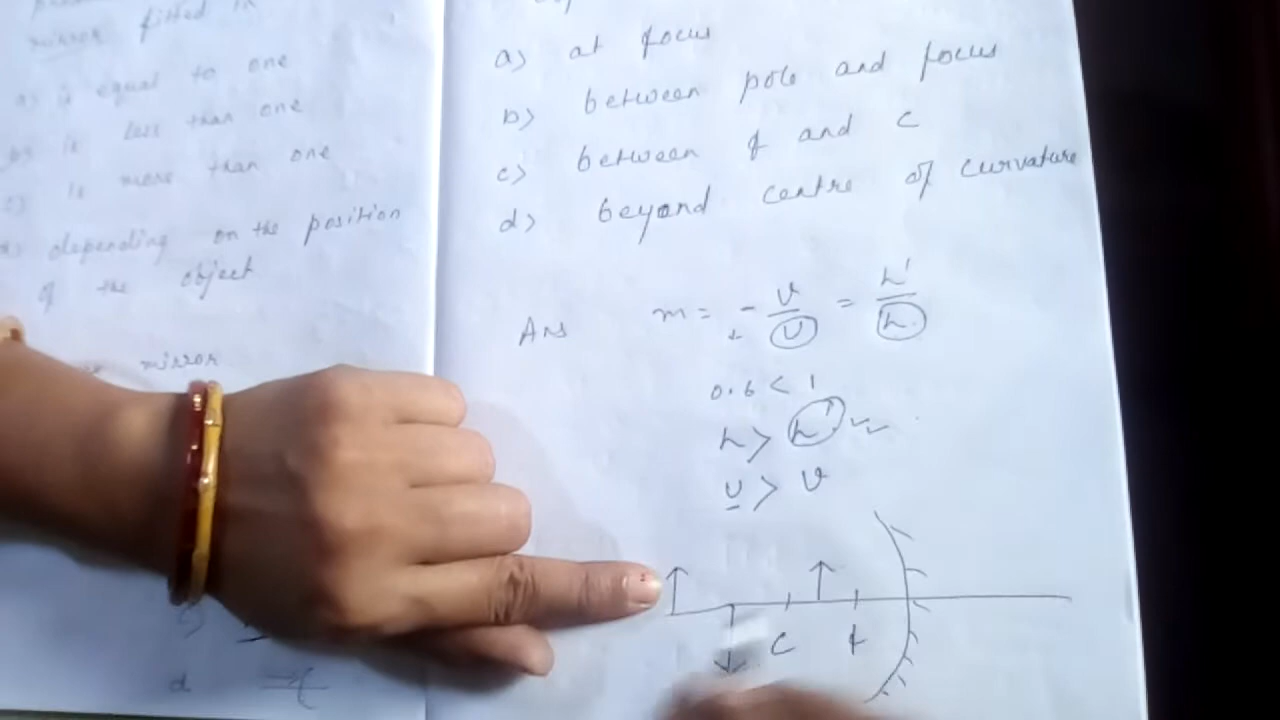 mirror fitted in
a) is equal to one
b) is less than one
c) is more than one
d) depending on the position
of the object
mirror
d
a) at focus
b) between pole and focus
c) between f and c
d) beyond centre of curvature
Ans m = - v/u = h'/h
0.6 < 1
h > h'
u > v
C f